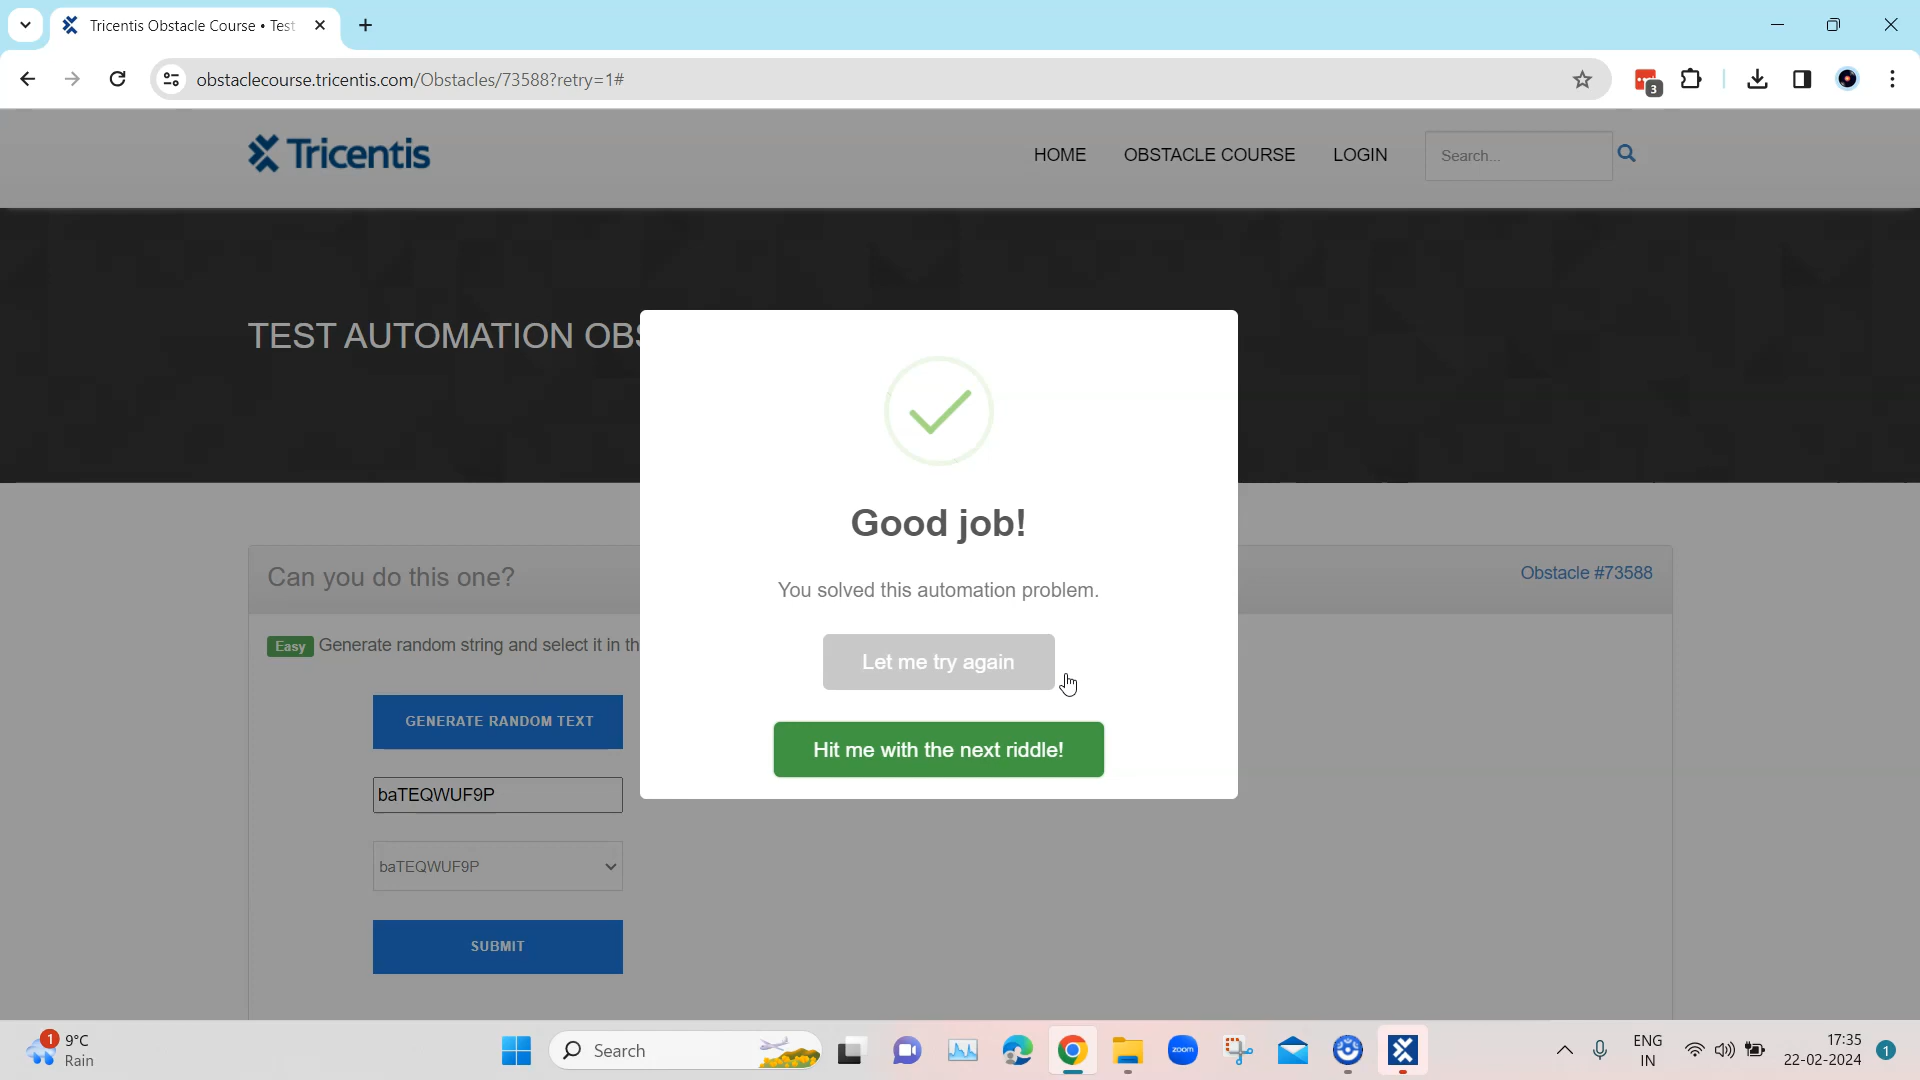 Tricentis Obstacle Course • Test
obstaclecourse.tricentis.com/Obstacles/73588?retry=1#
3
Tricentis
HOME
OBSTACLE COURSE
LOGIN
Search...
TEST AUTOMATION OBS
Good job!
You solved this automation problem.
Let me try again
Hit me with the next riddle!
Can you do this one?
Obstacle #73588
Easy
Generate random string and select it in th
GENERATE RANDOM TEXT
baTEQWUF9P
baTEQWUF9P
SUBMIT
1
9°C
Rain
Search
zoom
ENG
IN
17:35
22-02-2024
1